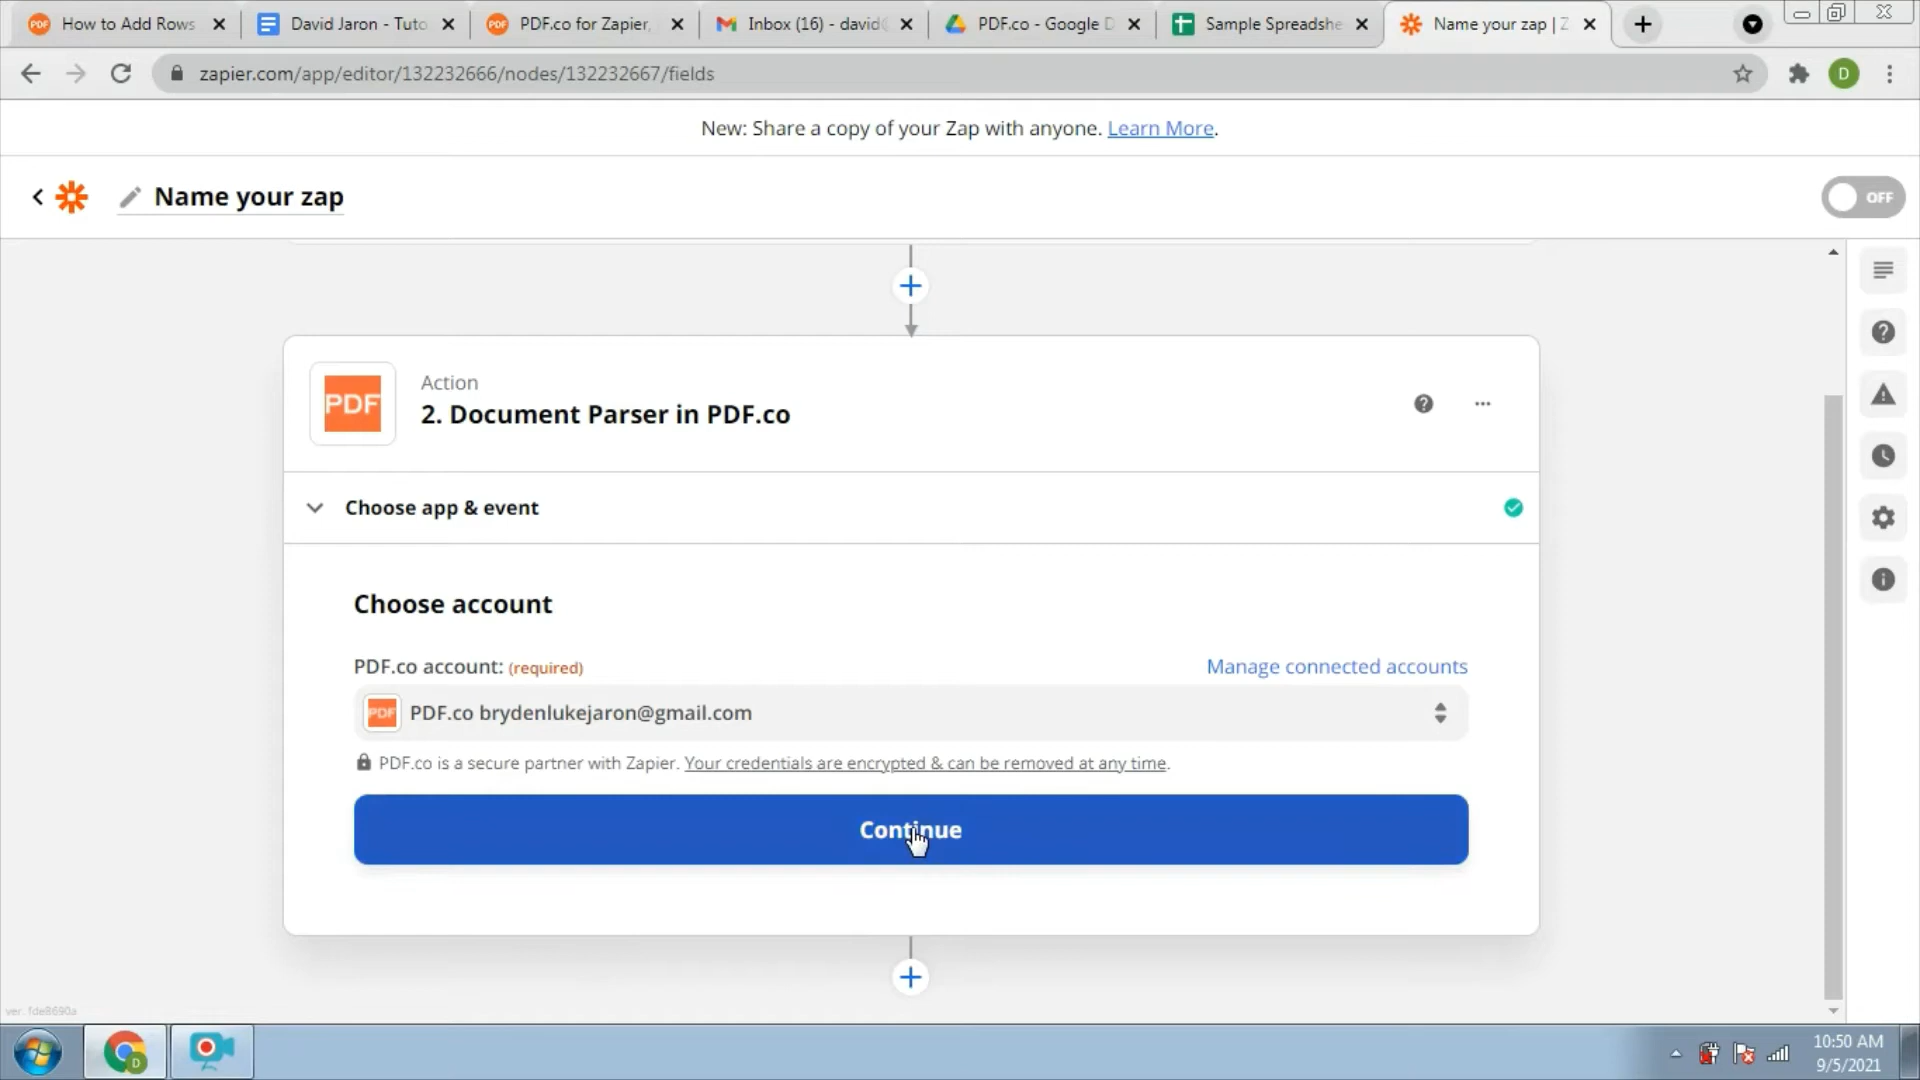 How to Add Rows
David Jaron - Tuto
PDF.co for Zapier,
Inbox (16) - david
PDF.co - Google D
Sample Spreadshe
Name your zap | Z
zapier.com/app/editor/132232666/nodes/132232667/fields
D
New: Share a copy of your Zap with anyone. Learn More.
Name your zap
OFF
PDF
Action
2. Document Parser in PDF.co
Choose app & event
Choose account
PDF.co account: (required)
Manage connected accounts
PDF PDF.co brydenlukejaron@gmail.com
PDF.co is a secure partner with Zapier. Your credentials are encrypted & can be removed at any time.
Continue
ver. fde8690a
10:50 AM
9/5/2021